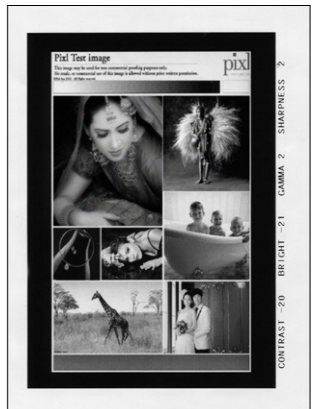 Pixl Test image
This image may be used for non commercial proofing purposes only.
No resale, or commercial use of this image is allowed without prior written permission.
pixl
CONTRAST -20 BRIGHT -21 GAMMA 2 SHARPNESS 2